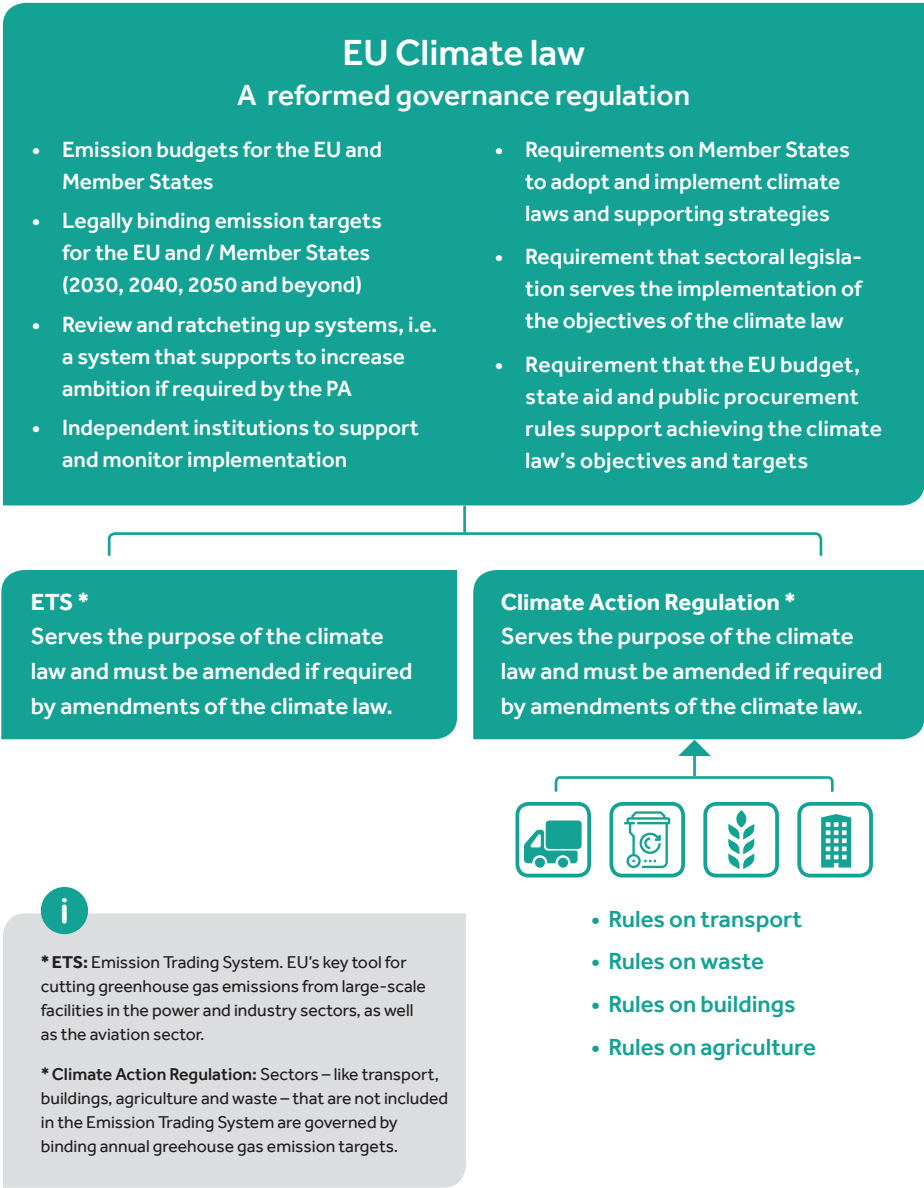 EU Climate law
A reformed governance regulation
• Emission budgets for the EU and
Member States
• Legally binding emission targets
for the EU and / Member States
(2030, 2040, 2050 and beyond)
• Review and ratcheting up systems, i.e.
a system that supports to increase
ambition if required by the PA
• Independent institutions to support
and monitor implementation
• Requirements on Member States
to adopt and implement climate
laws and supporting strategies
• Requirement that sectoral legisla-
tion serves the implementation of
the objectives of the climate law
• Requirement that the EU budget,
state aid and public procurement
rules support achieving the climate
law's objectives and targets
ETS *
Serves the purpose of the climate
law and must be amended if required
by amendments of the climate law.
Climate Action Regulation *
Serves the purpose of the climate
law and must be amended if required
by amendments of the climate law.
• Rules on transport
• Rules on waste
• Rules on buildings
• Rules on agriculture
i
* ETS: Emission Trading System. EU's key tool for
cutting greenhouse gas emissions from large-scale
facilities in the power and industry sectors, as well
as the aviation sector.
* Climate Action Regulation: Sectors – like transport,
buildings, agriculture and waste – that are not included
in the Emission Trading System are governed by
binding annual greehouse gas emission targets.